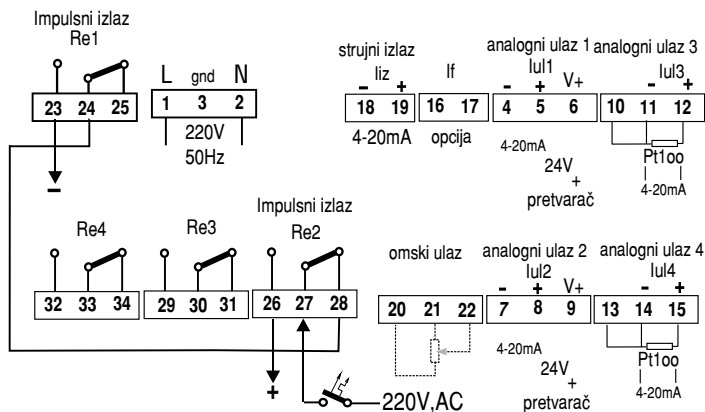 Impulsni izlaz
Re1
23 24 25
-
L gnd N
1 3 2
220V
50Hz
strujni izlaz
Iiz
- +
18 19
4-20mA
If
16 17
opcija
analogni ulaz 1
Iul1
- + V+
4 5 6
4-20mA
24V
+
pretvarač
analogni ulaz 3
Iul3
- +
10 11 12
Pt1oo
4-20mA
Re4
32 33 34
Re3
29 30 31
Impulsni izlaz
Re2
26 27 28
+
220V,AC
omski ulaz
20 21 22
analogni ulaz 2
Iul2
- + V+
7 8 9
4-20mA
24V
+
pretvarač
analogni ulaz 4
Iul4
- +
13 14 15
Pt1oo
4-20mA